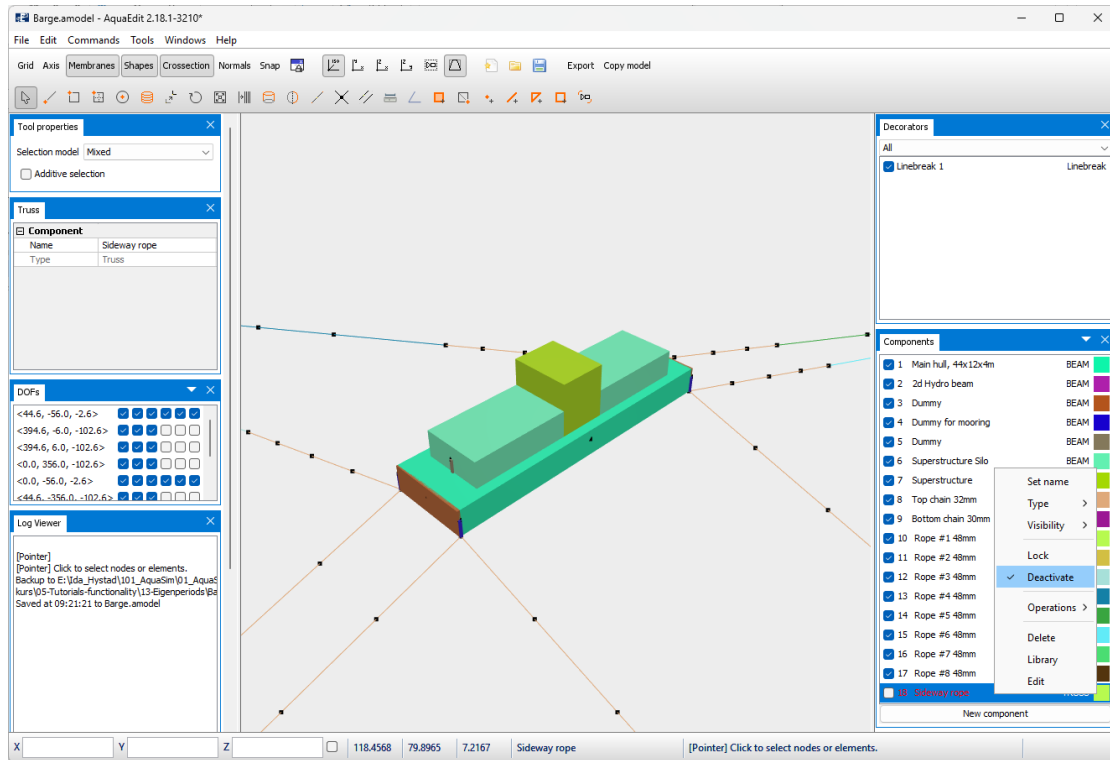 Barge.amodel - AquaEdit 2.18.1-3210*
File Edit Commands Tools Windows Help
Grid Axis Membranes Shapes Crossection Normals Snap Export Copy model
Tool properties
Selection model Mixed
Additive selection
Truss
Component
Name Sideway rope
Type Truss
DOFs
<44.6, -56.0, -2.6>
<394.6, -6.0, -102.6>
<394.6, 6.0, -102.6>
<0.0, 356.0, -102.6>
<0.0, -56.0, -2.6>
<44.6, -356.0, -102.6>
Log Viewer
[Pointer]
[Pointer] Click to select nodes or elements.
Backup to E:\Ida_Hystad\101_AquaSim\01_AquaS
kurs\05-Tutorials-functionality\13-Eigenperiods\Ba
Saved at 09:21:21 to Barge.amodel
Decorators
All
Linebreak 1 Linebreak
Components
1 Main hull, 44x12x4m BEAM
2 2d Hydro beam BEAM
3 Dummy BEAM
4 Dummy for mooring BEAM
5 Dummy BEAM
6 Superstructure Silo BEAM
7 Superstructure
8 Top chain 32mm
9 Bottom chain 30mm
10 Rope #1 48mm
11 Rope #2 48mm
12 Rope #3 48mm
13 Rope #4 48mm
14 Rope #5 48mm
15 Rope #6 48mm
16 Rope #7 48mm
17 Rope #8 48mm
18 Sideway rope TRUSS
Set name
Type
Visibility
Lock
Deactivate
Operations
Delete
Library
Edit
New component
X Y Z 118.4568 79.8965 7.2167 Sideway rope [Pointer] Click to select nodes or elements.